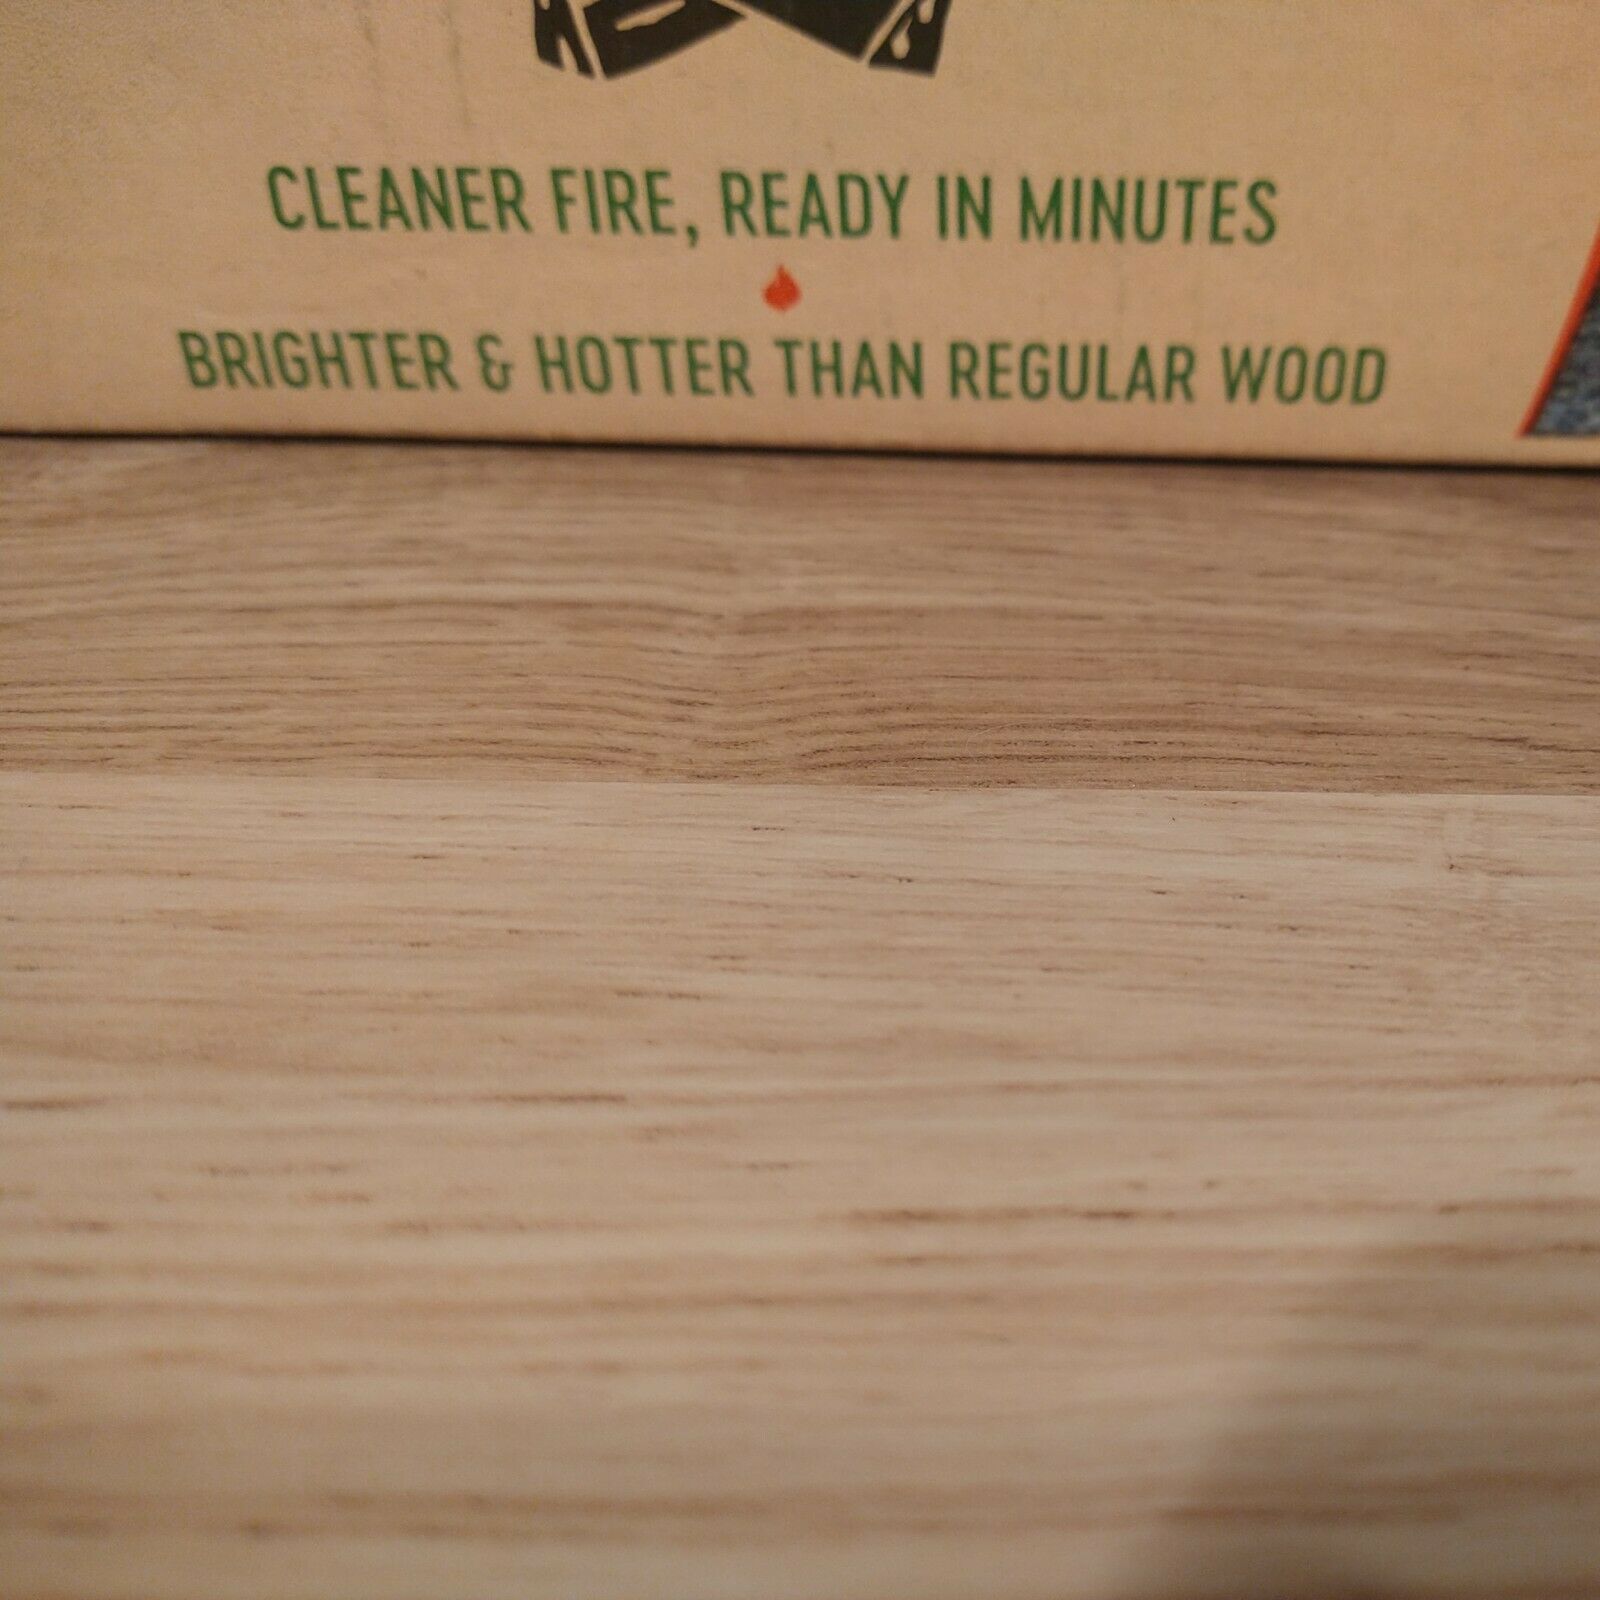 CLEANER FIRE, READY IN MINUTES
BRIGHTER & HOTTER THAN REGULAR WOOD